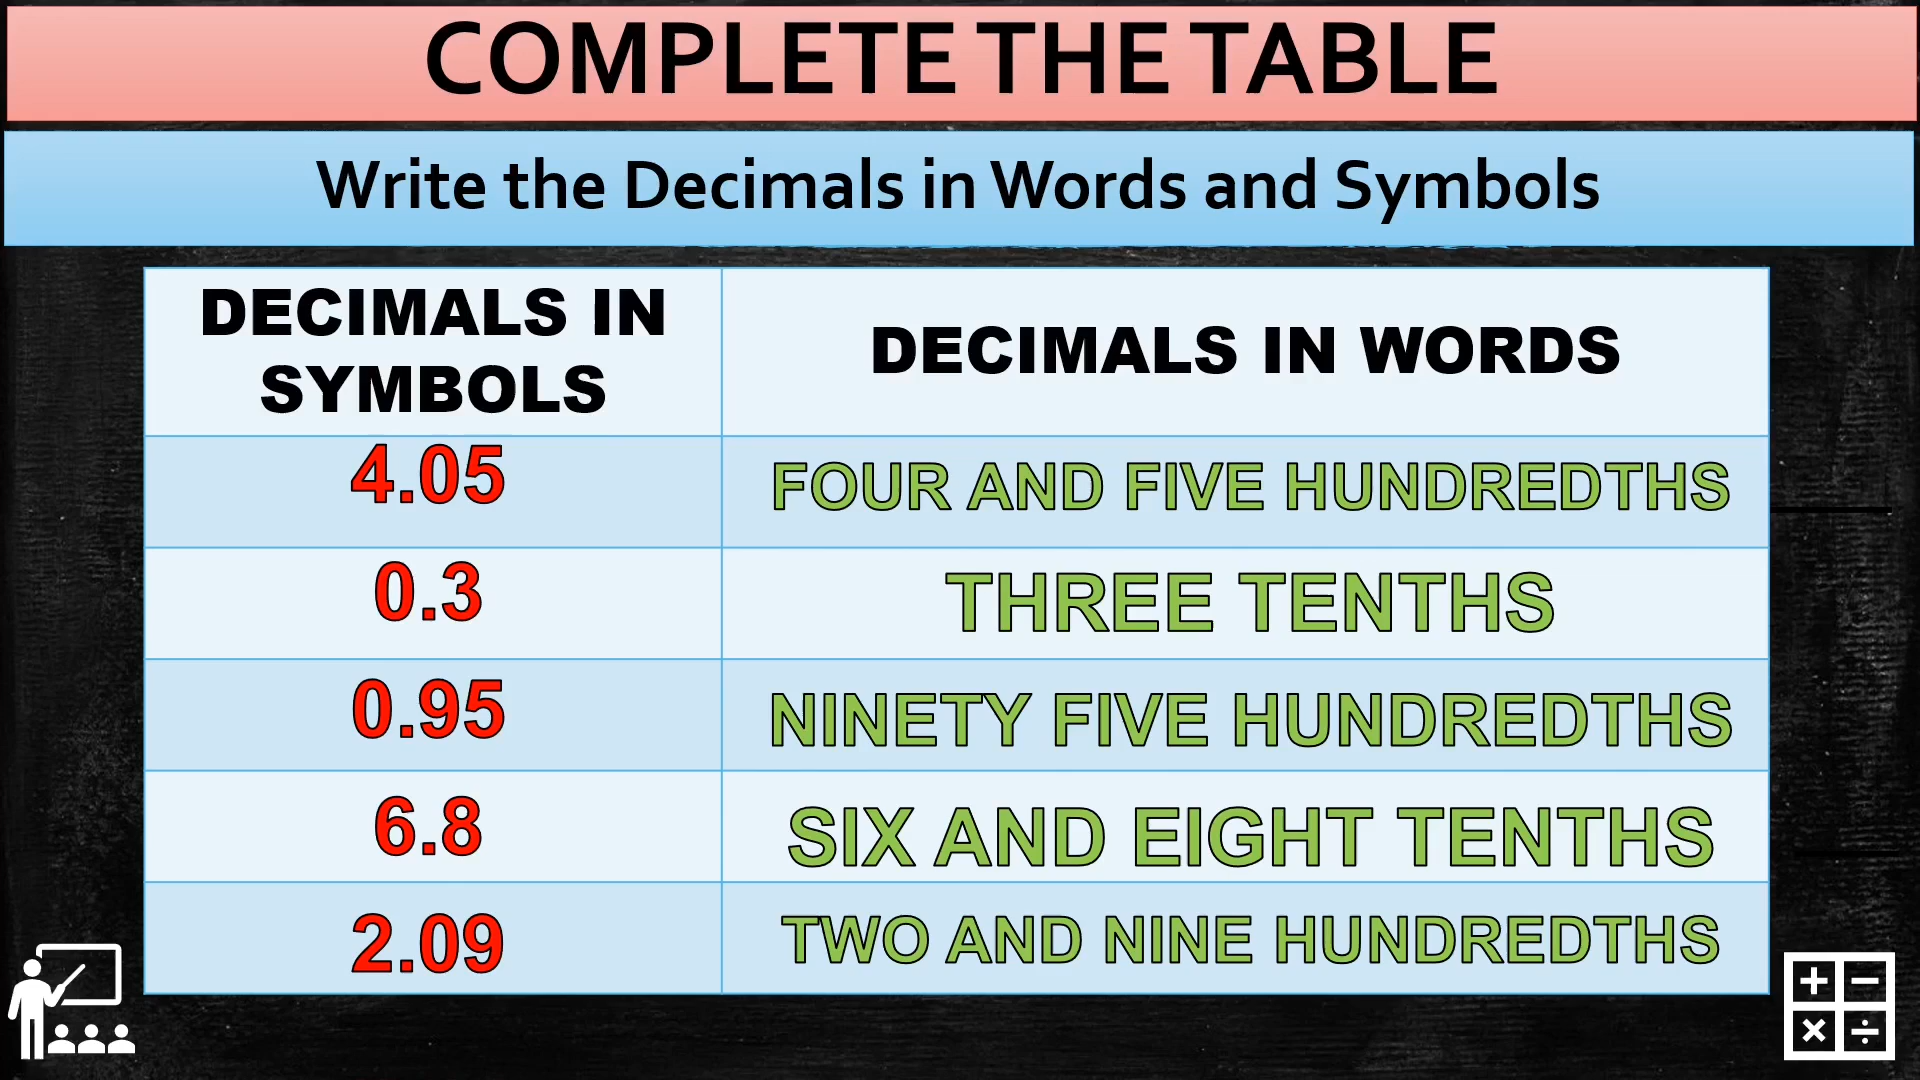 COMPLETE THE TABLE
Write the Decimals in Words and Symbols
DECIMALS IN
SYMBOLS
DECIMALS IN WORDS
4.05
FOUR AND FIVE HUNDREDTHS
0.3
THREE TENTHS
0.95
NINETY FIVE HUNDREDTHS
6.8
SIX AND EIGHT TENTHS
2.09
TWO AND NINE HUNDREDTHS